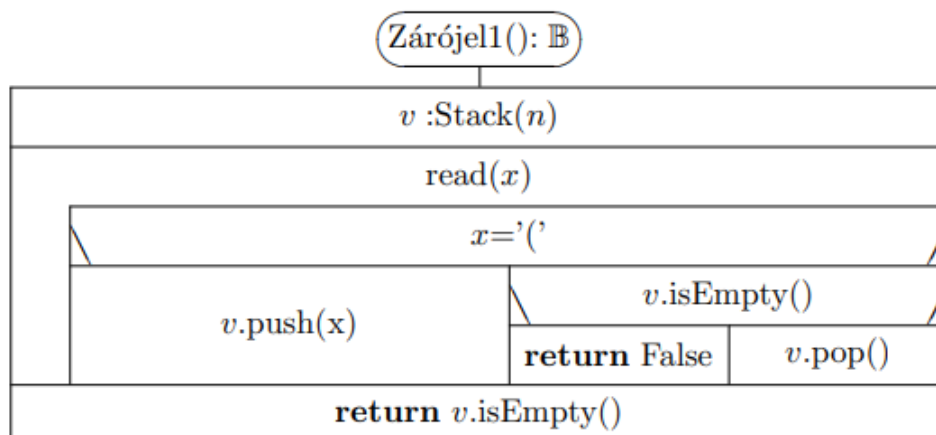 Zárójel1(): 𝔹
v :Stack(n)
read(x)
x='('
v.push(x)
v.isEmpty()
return False
v.pop()
return v.isEmpty()